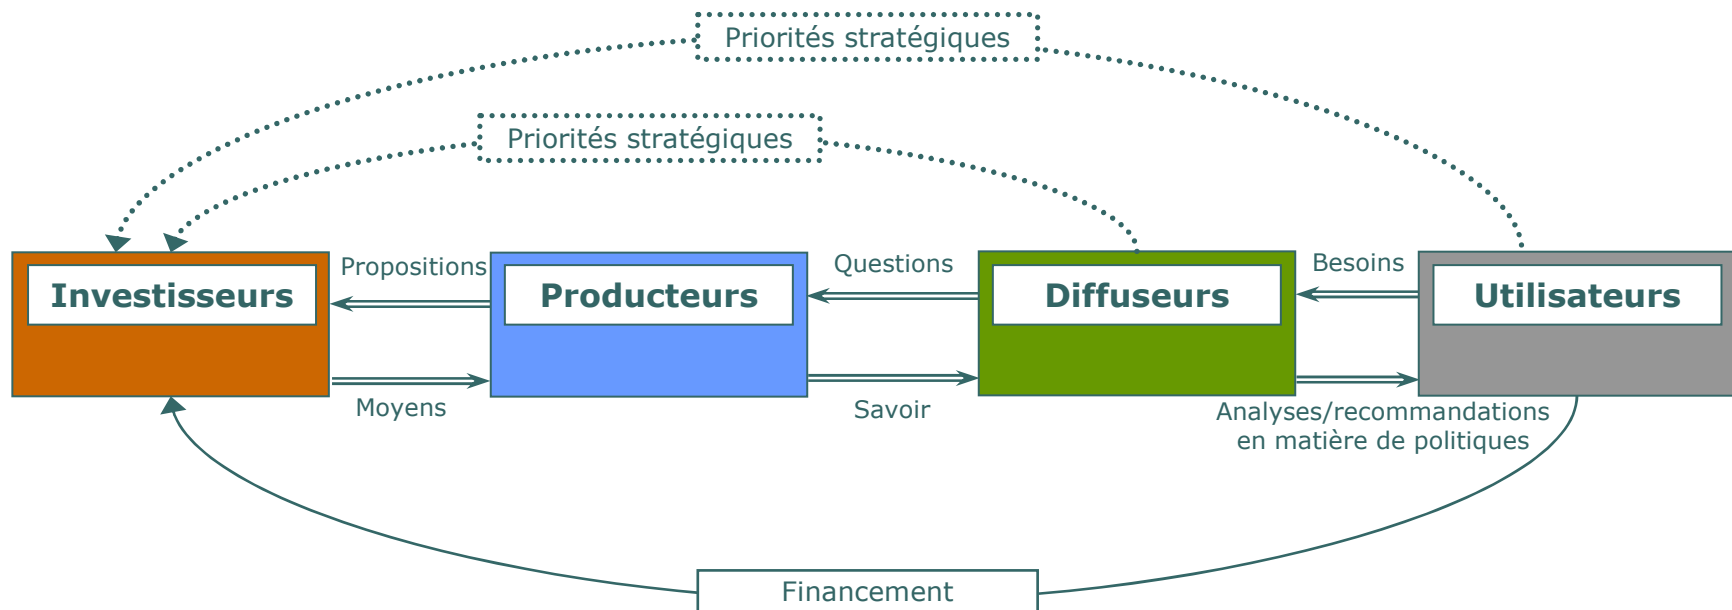 Priorités stratégiques
Priorités stratégiques
Propositions
Questions
Besoins
Investisseurs
Producteurs
Diffuseurs
Utilisateurs
Moyens
Savoir
Analyses/recommandations
en matière de politiques
Financement